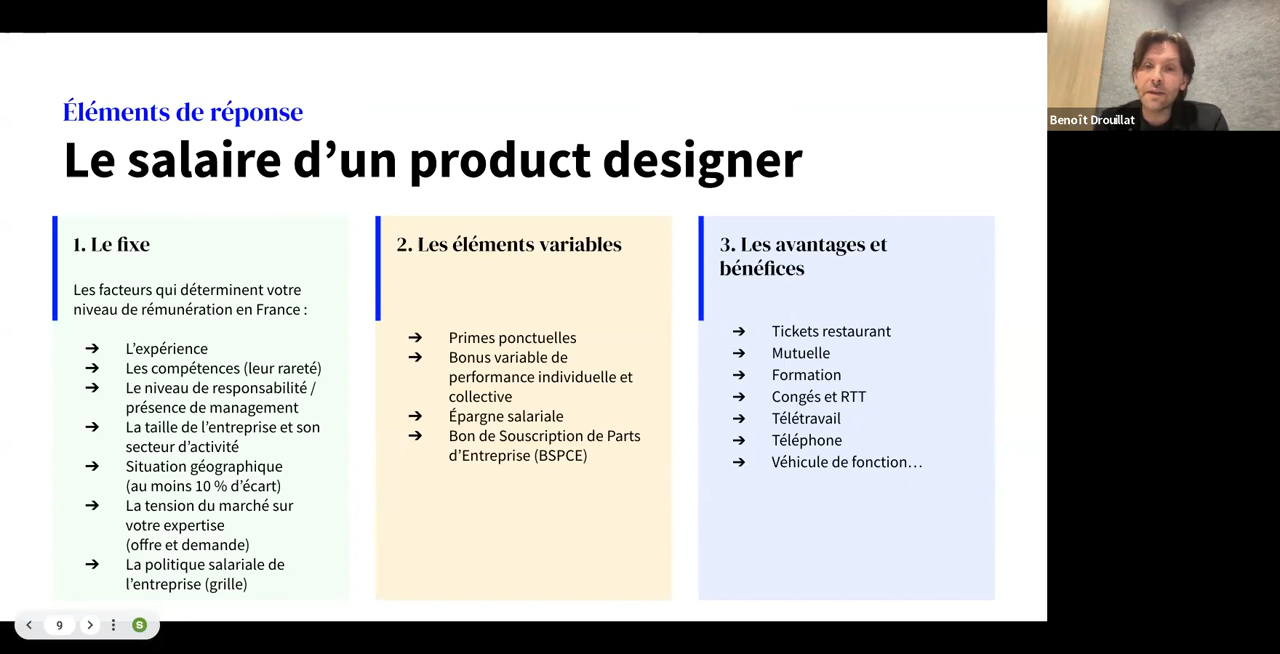 Éléments de réponse
Le salaire d’un product designer
1. Le fixe
Les facteurs qui déterminent votre
niveau de rémunération en France :
➔ L’expérience
➔ Les compétences (leur rareté)
➔ Le niveau de responsabilité /
présence de management
➔ La taille de l’entreprise et son
secteur d’activité
➔ Situation géographique
(au moins 10 % d’écart)
➔ La tension du marché sur
votre expertise
(offre et demande)
➔ La politique salariale de
l’entreprise (grille)
2. Les éléments variables
➔ Primes ponctuelles
➔ Bonus variable de
performance individuelle et
collective
➔ Épargne salariale
➔ Bon de Souscription de Parts
d’Entreprise (BSPCE)
3. Les avantages et
bénéfices
➔ Tickets restaurant
➔ Mutuelle
➔ Formation
➔ Congés et RTT
➔ Télétravail
➔ Téléphone
➔ Véhicule de fonction…
Benoît Drouillat
9
S